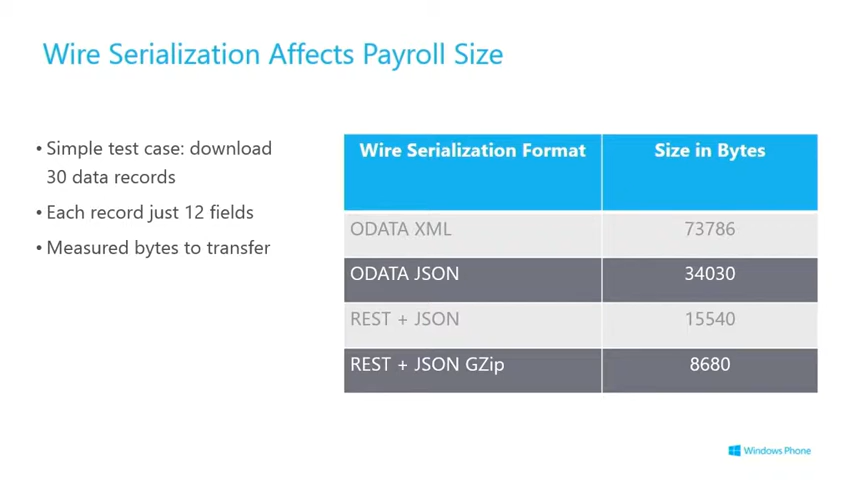 Wire Serialization Affects Payroll Size
• Simple test case: download
30 data records
• Each record just 12 fields
• Measured bytes to transfer
Wire Serialization Format Size in Bytes
ODATA XML 73786
ODATA JSON 34030
REST + JSON 15540
REST + JSON GZip 8680
Windows Phone